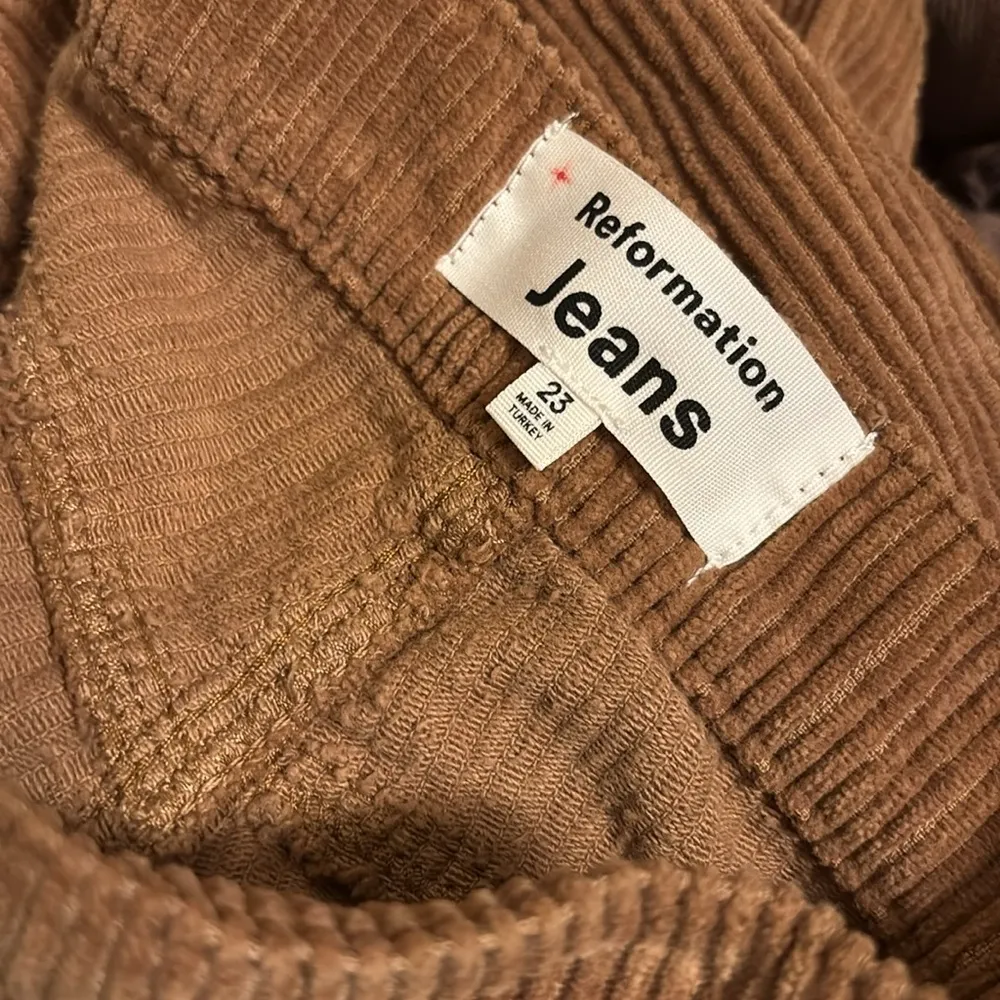 Reformation
Jeans
23
MADE IN
TURKEY